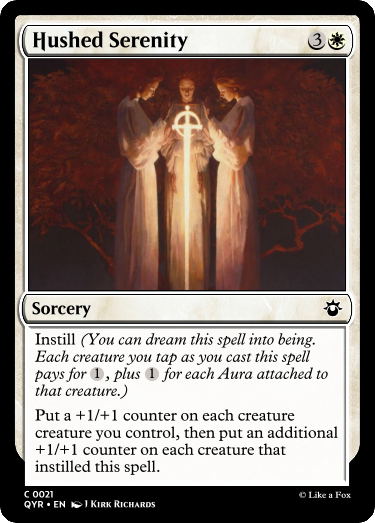 Hushed Serenity 3
Sorcery
Instill (You can dream this spell into being.
Each creature you tap as you cast this spell
pays for 1, plus 1 for each Aura attached to
that creature.)
Put a +1/+1 counter on each creature
creature you control, then put an additional
+1/+1 counter on each creature that
instilled this spell.
C 0021
QYR • EN J Kirk Richards
© Like a Fox